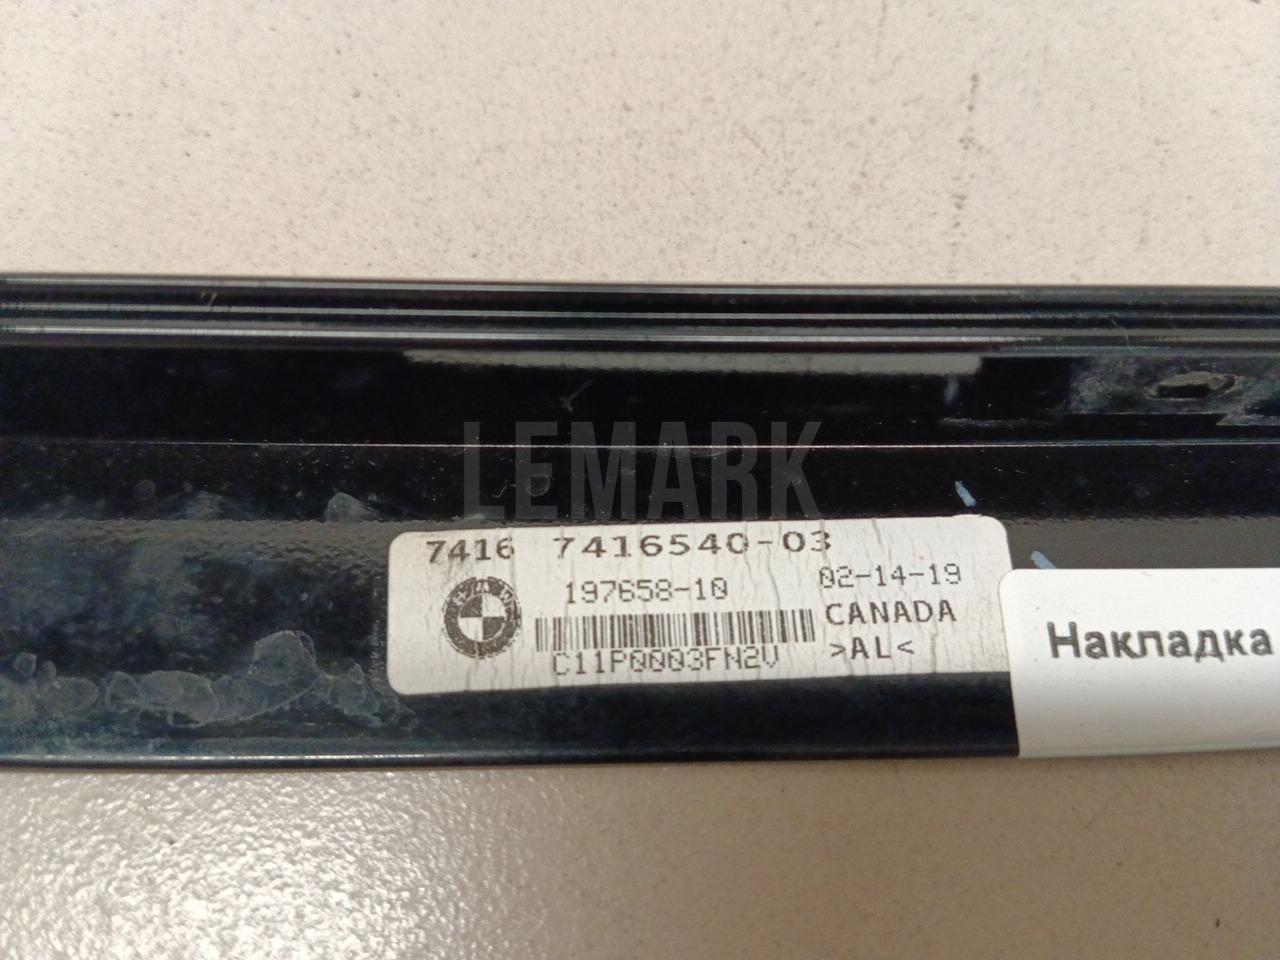 LEMARK
7416 7416540-03
197658-10 02-14-19
CANADA
C11P0003FN2V >AL<
Накладка